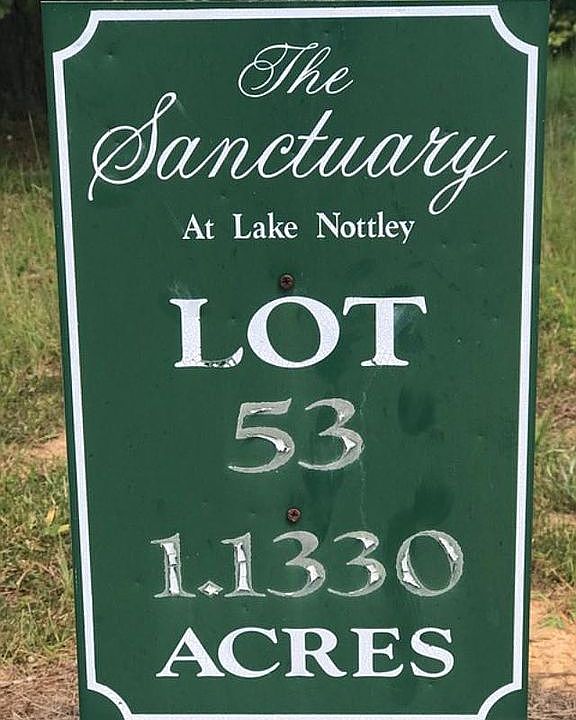 The
Sanctuary
At Lake Nottley
LOT
53
1.1330
ACRES